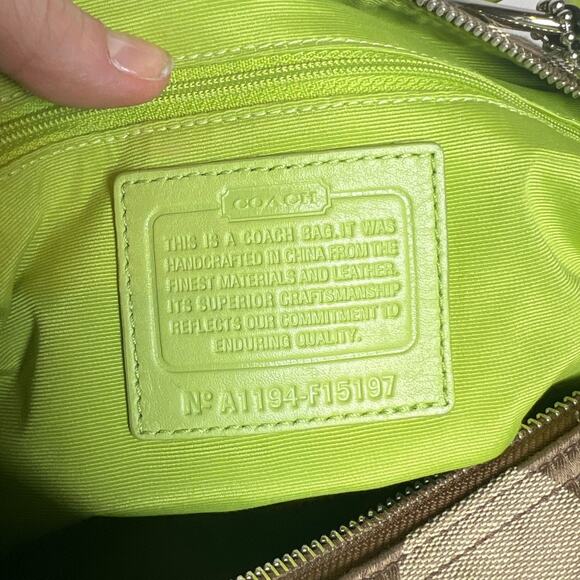 COACH
THIS IS A COACH BAG. IT WAS
HANDCRAFTED IN CHINA FROM THE
FINEST MATERIALS AND LEATHER.
ITS SUPERIOR CRAFTSMANSHIP
REFLECTS OUR COMMITMENT TO
ENDURING QUALITY.
Nº A1194-F15197